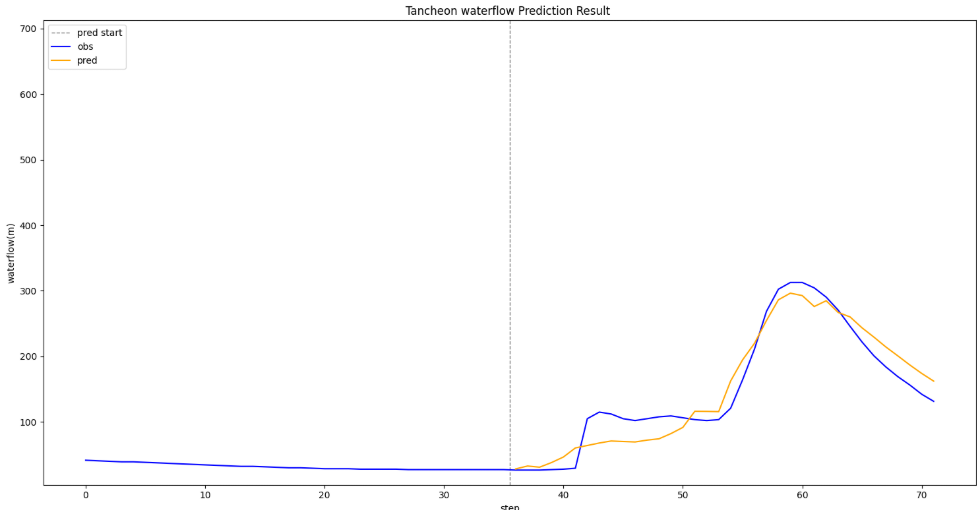 Tancheon waterflow Prediction Result
pred start
obs
pred
waterflow(m)
700
600
500
400
300
200
100
0 10 20 30 40 50 60 70
step